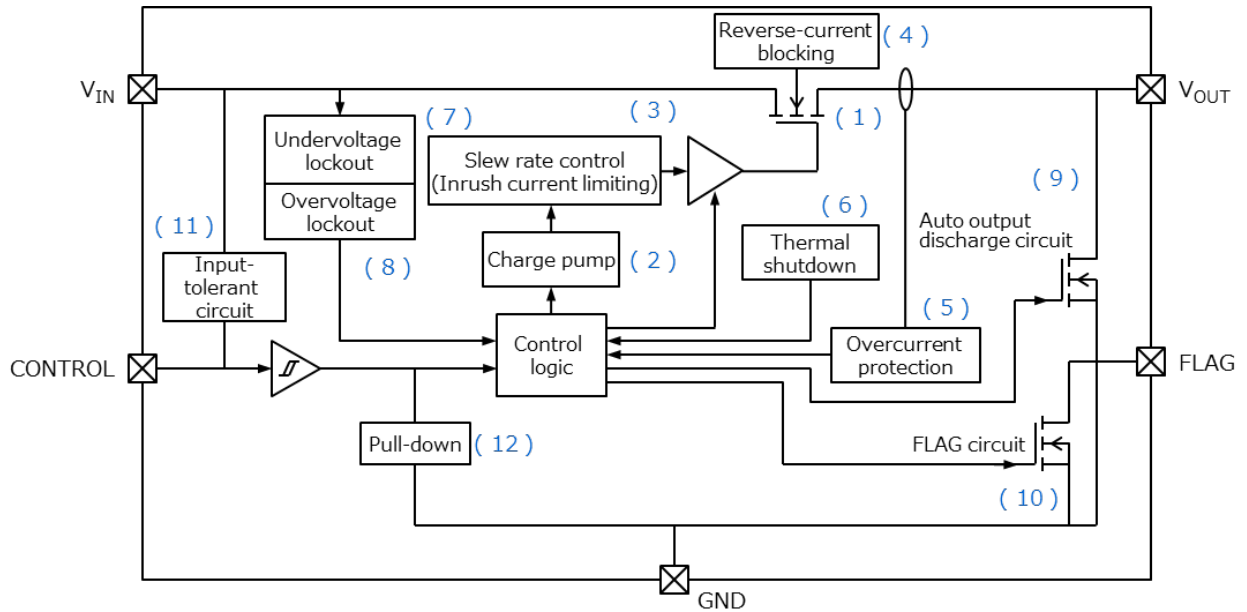 Reverse-current
blocking
( 4 )
VIN
VOUT
( 7 )
( 3 )
( 1 )
Undervoltage
lockout
Slew rate control
(Inrush current limiting)
Overvoltage
lockout
( 9 )
( 6 )
( 11 )
Auto output
discharge circuit
Charge pump
( 2 )
Thermal
shutdown
( 8 )
Input-
tolerant
circuit
( 5 )
Control
logic
Overcurrent
protection
CONTROL
FLAG
Pull-down
( 12 )
FLAG circuit
( 10 )
GND